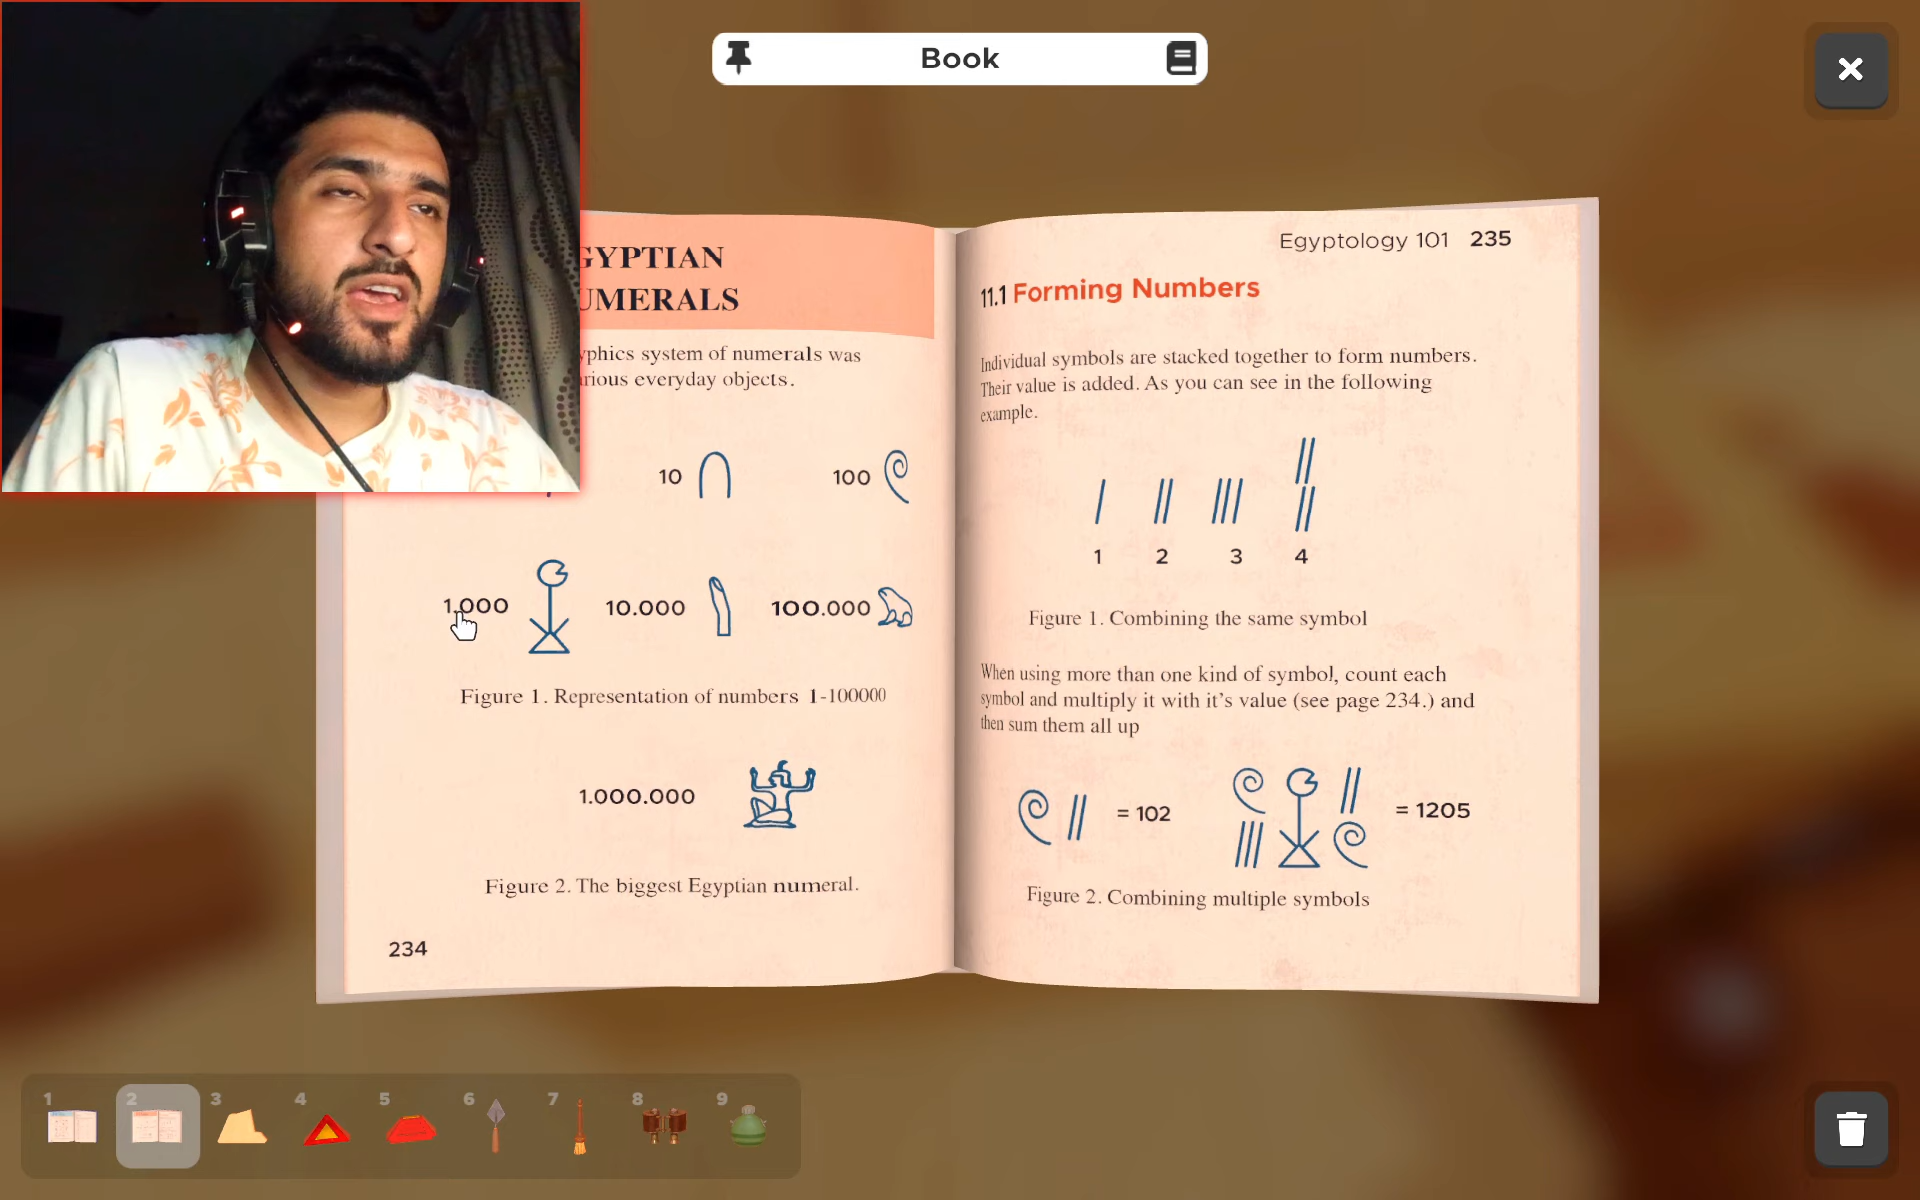 Book
GYPTIAN
UMERALS
yphics system of numerals was
rious everyday objects.
10
100
1.000
10.000
100.000
Figure 1. Representation of numbers 1-100000
1.000.000
Figure 2. The biggest Egyptian numeral.
234
Egyptology 101 235
11.1 Forming Numbers
Individual symbols are stacked together to form numbers.
Their value is added. As you can see in the following
example.
1 2 3 4
Figure 1. Combining the same symbol
When using more than one kind of symbol, count each
symbol and multiply it with it's value (see page 234.) and
then sum them all up
= 102
= 1205
Figure 2. Combining multiple symbols
1 2 3 4 5 6 7 8 9